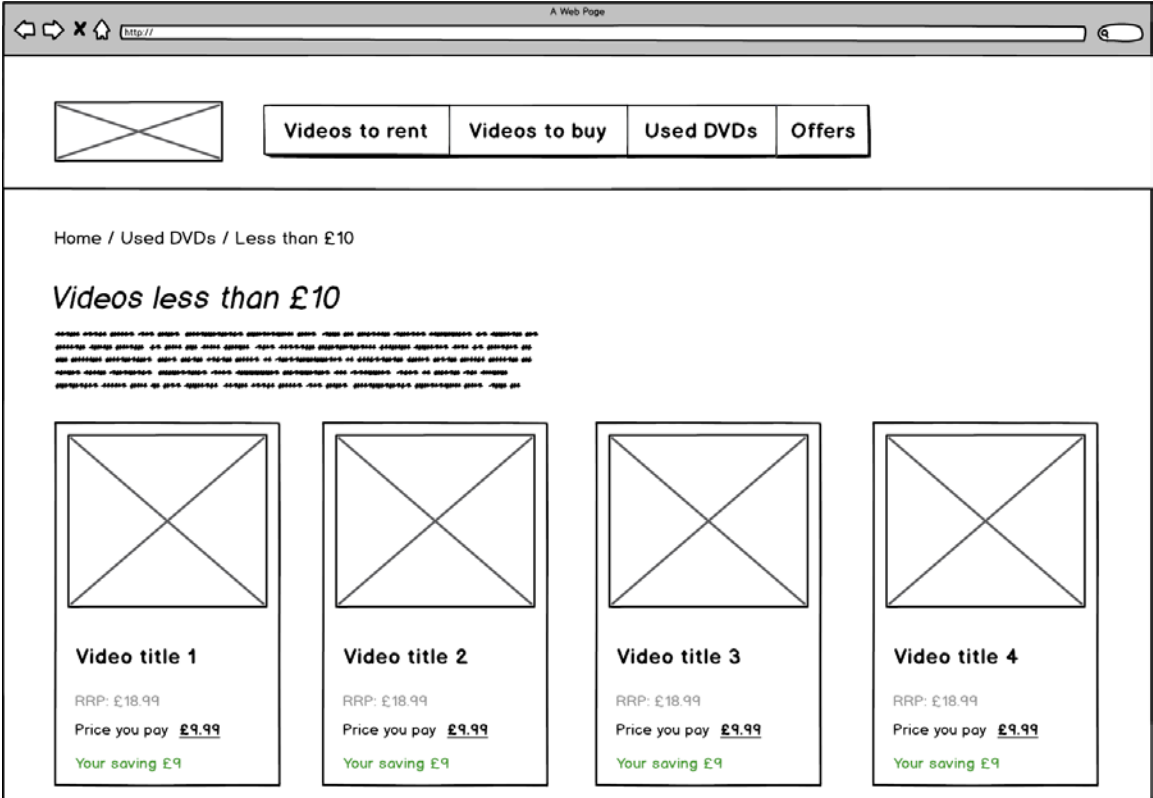 A Web Page
http://
Videos to rent Videos to buy Used DVDs Offers
Home / Used DVDs / Less than £10
Videos less than £10
Video title 1 Video title 2 Video title 3 Video title 4
RRP: £18.99 RRP: £18.99 RRP: £18.99 RRP: £18.99
Price you pay £9.99 Price you pay £9.99 Price you pay £9.99 Price you pay £9.99
Your saving £9 Your saving £9 Your saving £9 Your saving £9